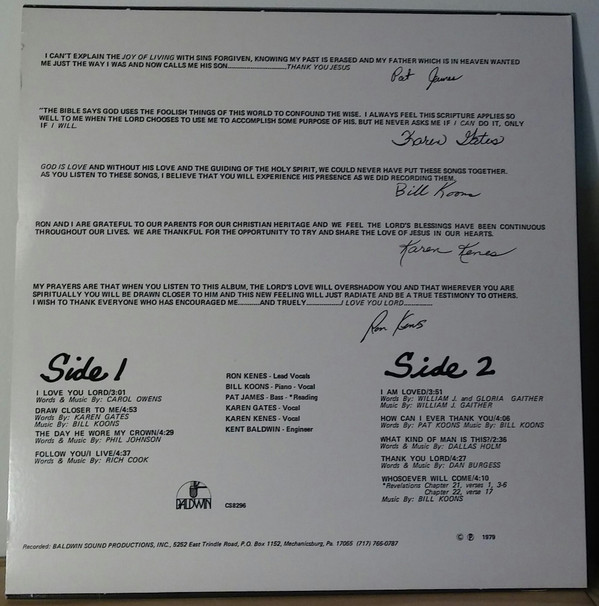 I CAN'T EXPLAIN THE JOY OF LIVING WITH SINS FORGIVEN, KNOWING MY PAST IS ERASED AND MY FATHER WHICH IS IN HEAVEN WANTED
ME JUST THE WAY I WAS AND NOW CALLS ME HIS SON....................THANK YOU JESUS
Pat James
"THE BIBLE SAYS GOD USES THE FOOLISH THINGS OF THIS WORLD TO CONFOUND THE WISE. I ALWAYS FEEL THIS SCRIPTURE APPLIES SO
WELL TO ME WHEN THE LORD CHOOSES TO USE ME TO ACCOMPLISH SOME PURPOSE OF HIS. BUT HE NEVER ASKS ME IF I CAN DO IT, ONLY
IF I WILL.
Karen Gates
GOD IS LOVE AND WITHOUT HIS LOVE AND THE GUIDING OF THE HOLY SPIRIT, WE COULD NEVER HAVE PUT THESE SONGS TOGETHER.
AS YOU LISTEN TO THESE SONGS, I BELIEVE THAT YOU WILL EXPERIENCE HIS PRESENCE AS WE DID RECORDING THEM.
Bill Koons
RON AND I ARE GRATEFUL TO OUR PARENTS FOR OUR CHRISTIAN HERITAGE AND WE FEEL THE LORD'S BLESSINGS HAVE BEEN CONTINUOUS
THROUGHOUT OUR LIVES. WE ARE THANKFUL FOR THE OPPORTUNITY TO TRY AND SHARE THE LOVE OF JESUS IN OUR HEARTS.
Karen Kenes
MY PRAYERS ARE THAT WHEN YOU LISTEN TO THIS ALBUM, THE LORD'S LOVE WILL OVERSHADOW YOU AND THAT WHEREVER YOU ARE
SPIRITUALLY YOU WILL BE DRAWN CLOSER TO HIM AND THIS NEW FEELING WILL JUST RADIATE AND BE A TRUE TESTIMONY TO OTHERS.
I WISH TO THANK EVERYONE WHO HAS ENCOURAGED ME........AND TRUELY..........I LOVE YOU LORD..........
Ron Kenes
Side 1
I LOVE YOU LORD/3:01
Words & Music By: CAROL OWENS
DRAW CLOSER TO ME/4:53
Words By: KAREN GATES
Music By: BILL KOONS
THE DAY HE WORE MY CROWN/4:29
Words & Music By: PHIL JOHNSON
FOLLOW YOU/I LIVE/4:37
Words & Music By: RICH COOK
RON KENES - Lead Vocals
BILL KOONS - Piano - Vocal
PAT JAMES - Bass - *Reading
KAREN GATES - Vocal
KAREN KENES - Vocal
KENT BALDWIN - Engineer
Side 2
I AM LOVED/3:51
Words By: WILLIAM J. and GLORIA GAITHER
Music By: WILLIAM J. GAITHER
HOW CAN I EVER THANK YOU/4:06
Words By: PAT KOONS Music By: BILL KOONS
WHAT KIND OF MAN IS THIS?/2:36
Words & Music By: DALLAS HOLM
THANK YOU LORD/4:27
Words & Music By: DAN BURGESS
WHOSOEVER WILL COME/4:10
*Revelations Chapter 21, verses 1, 3-6
Chapter 22, verse 17
Music By: BILL KOONS
BALDWIN
CS8296
© ℗ 1979
Recorded: BALDWIN SOUND PRODUCTIONS, INC., 5252 East Trindle Road, P.O. Box 1152, Mechanicsburg, Pa. 17055 (717) 766-0787